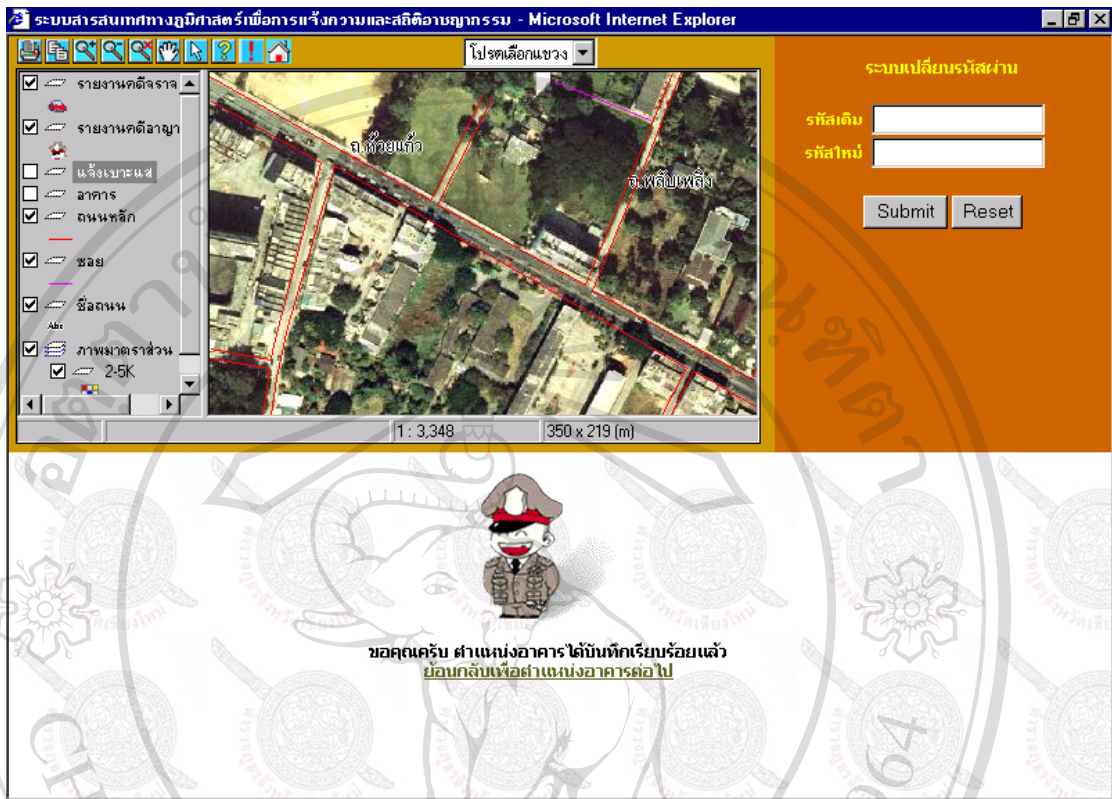 ระบบสารสนเทศทางภูมิศาสตร์เพื่อการแจ้งความและสถิติอาชญากรรม - Microsoft Internet Explorer
โปรดเลือกแขวง
รายงานคดีจราจ
รายงานคดีอาญา
แจ้งเบาะแส
อาคาร
ถนนหลัก
ซอย
ชื่อถนน
Abc
ภาพมาตราส่วน
2-5K
ถ.ห้วยแก้ว
ถ.พลับเพลิง
1 : 3,348
350 x 219 (m)
ระบบเปลี่ยนรหัสผ่าน
รหัสเดิม
รหัสใหม่
Submit
Reset
ขอคุณครับ ตำแหน่งอาคารได้บันทึกเรียบร้อยแล้ว
ย้อนกลับเพื่อตำแหน่งอาคารต่อไป